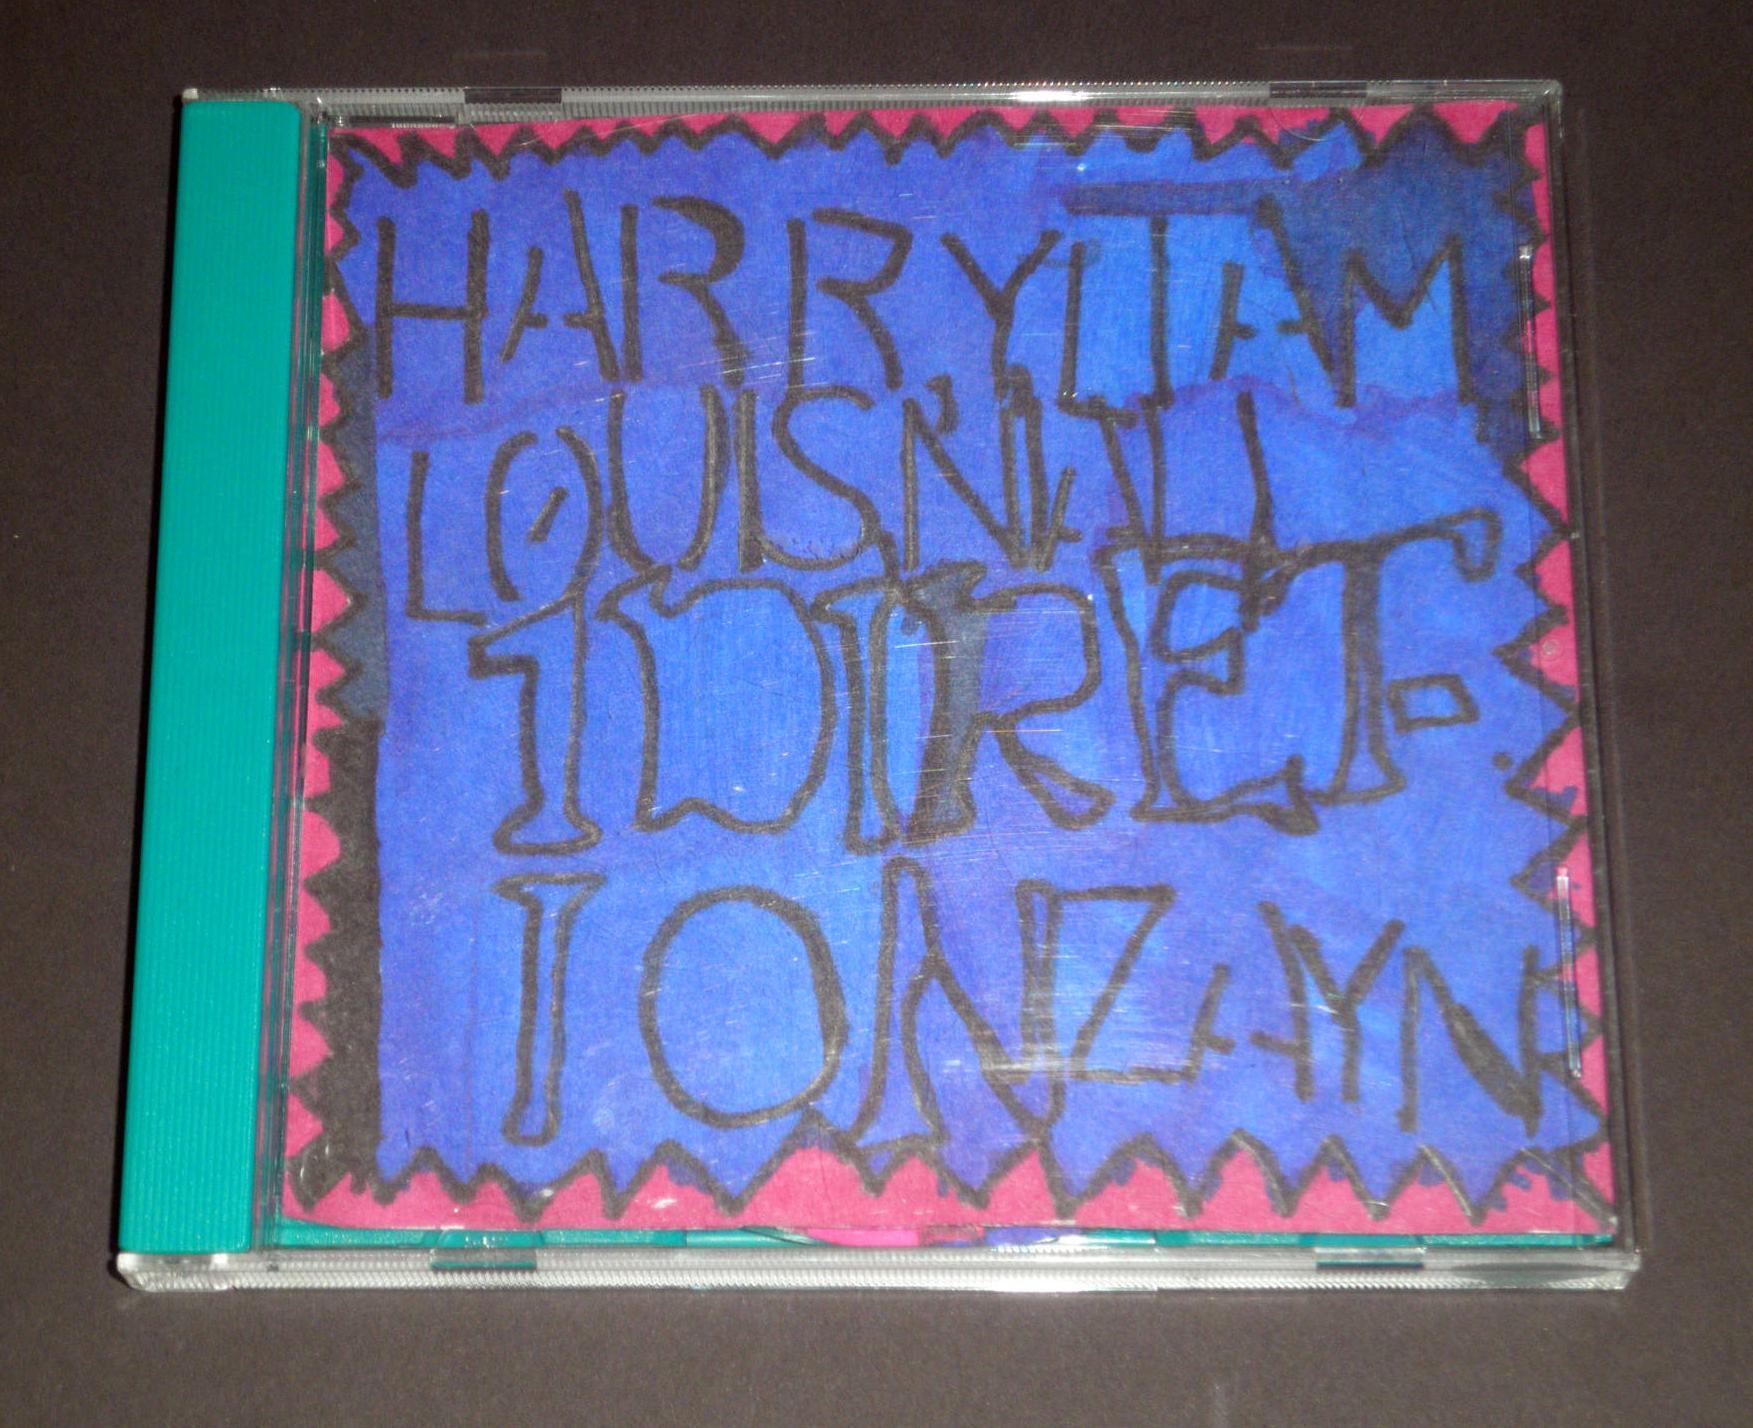 HARRYLIAM
LOUISNIALL
1DIRECT-
IONZAYN